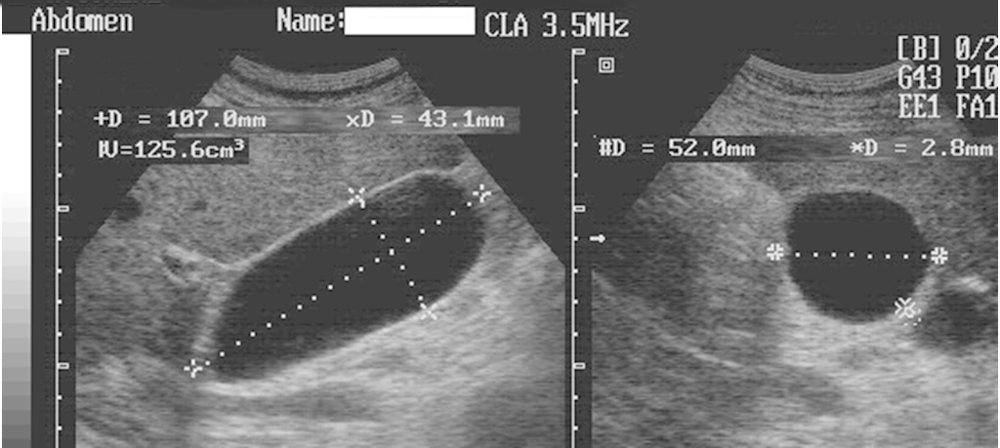 Abdomen Name: CLA 3.5MHz
[B] 0/2
G43 P10
EE1 FA1
+D = 107.0mm xD = 43.1mm
V=125.6cm³
#D = 52.0mm *D = 2.8mm